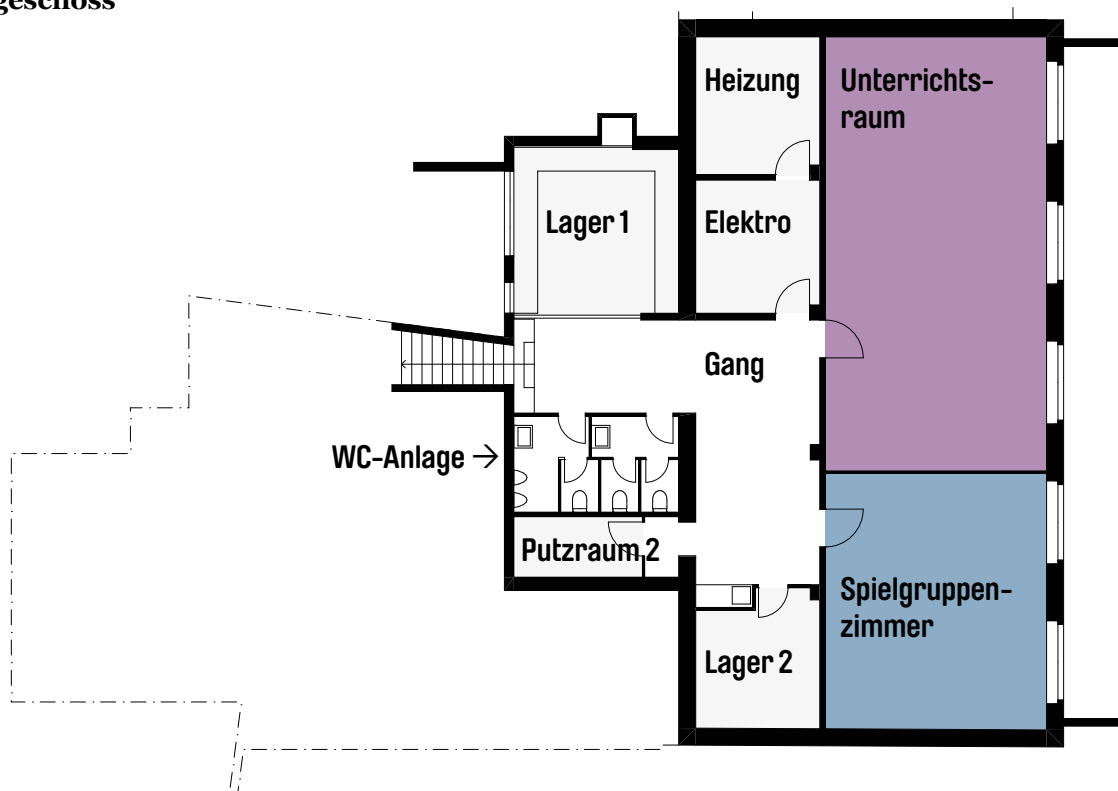 geschoss
Heizung
Unterrichts-
raum
Lager 1
Elektro
Gang
WC-Anlage →
Putzraum 2
Spielgruppen-
zimmer
Lager 2